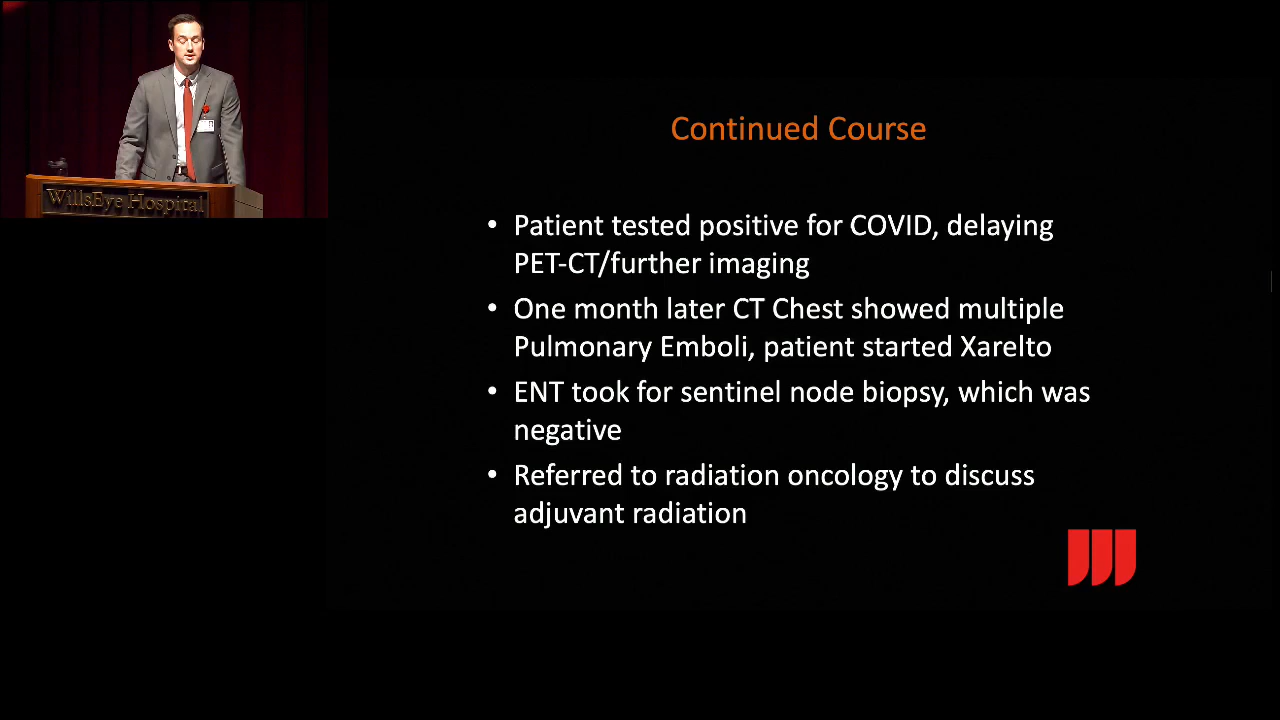 WillsEye Hospital
Continued Course
• Patient tested positive for COVID, delaying
PET-CT/further imaging
• One month later CT Chest showed multiple
Pulmonary Emboli, patient started Xarelto
• ENT took for sentinel node biopsy, which was
negative
• Referred to radiation oncology to discuss
adjuvant radiation